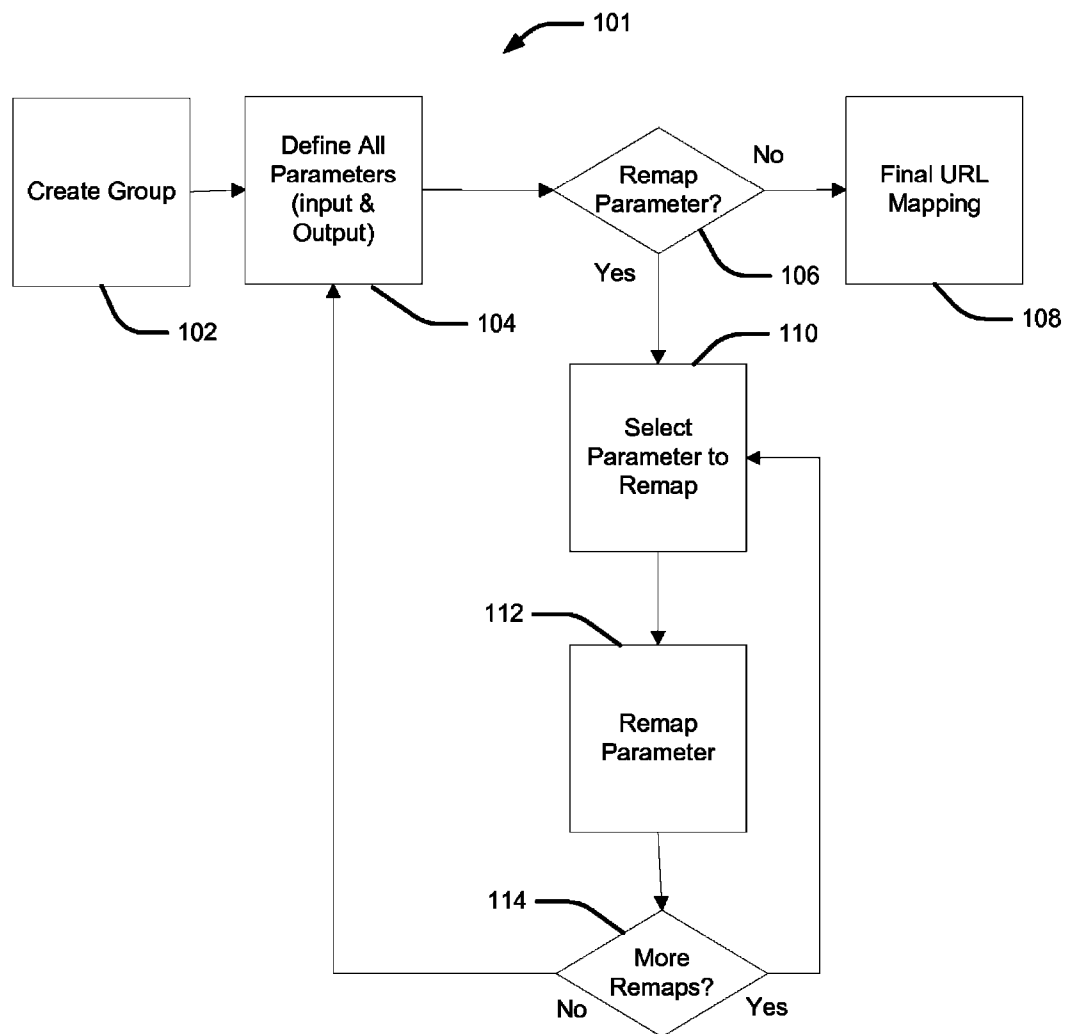 101
Create Group
102
Define All
Parameters
(input &
Output)
104
Remap
Parameter?
106
No
Yes
Final URL
Mapping
108
110
Select
Parameter to
Remap
112
Remap
Parameter
114
More
Remaps?
No
Yes